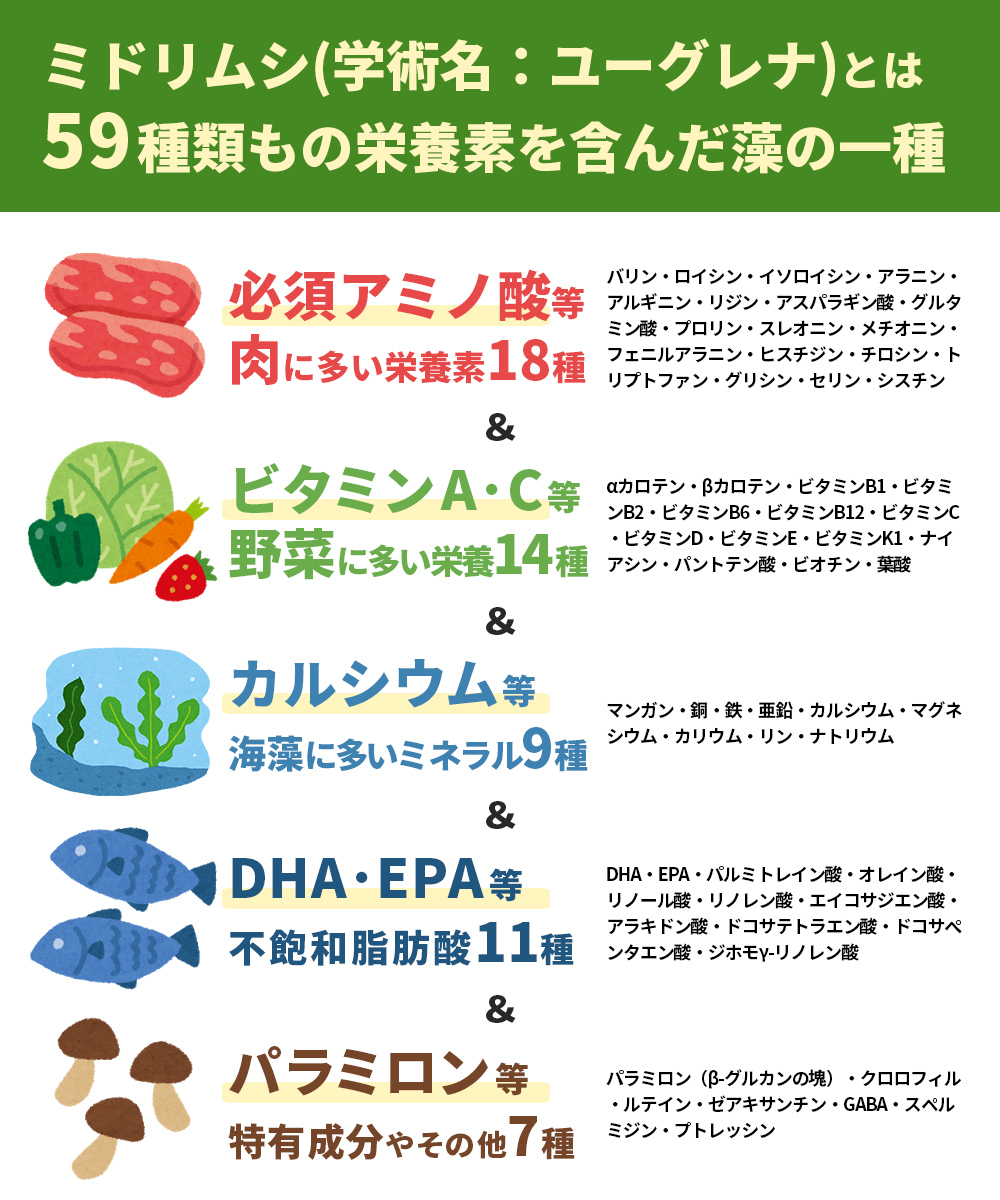 ミドリムシ(学術名：ユーグレナ)とは
59種類もの栄養素を含んだ藻の一種
必須アミノ酸等
肉に多い栄養素18種
バリン・ロイシン・イソロイシン・アラニン・
アルギニン・リジン・アスパラギン酸・グルタ
ミン酸・プロリン・スレオニン・メチオニン・
フェニルアラニン・ヒスチジン・チロシン・ト
リプトファン・グリシン・セリン・シスチン
&
ビタミンA・C等
野菜に多い栄養14種
αカロテン・βカロテン・ビタミンB1・ビタミ
ンB2・ビタミンB6・ビタミンB12・ビタミンC
・ビタミンD・ビタミンE・ビタミンK1・ナイ
アシン・パントテン酸・ビオチン・葉酸
&
カルシウム等
海藻に多いミネラル9種
マンガン・銅・鉄・亜鉛・カルシウム・マグネ
シウム・カリウム・リン・ナトリウム
&
DHA・EPA等
不飽和脂肪酸11種
DHA・EPA・パルミトレイン酸・オレイン酸・
リノール酸・リノレン酸・エイコサジエン酸・
アラキドン酸・ドコサテトラエン酸・ドコサペ
ンタエン酸・ジホモγ-リノレン酸
&
パラミロン等
特有成分やその他7種
パラミロン（β-グルカンの塊）・クロロフィル
・ルテイン・ゼアキサンチン・GABA・スペル
ミジン・プトレッシン